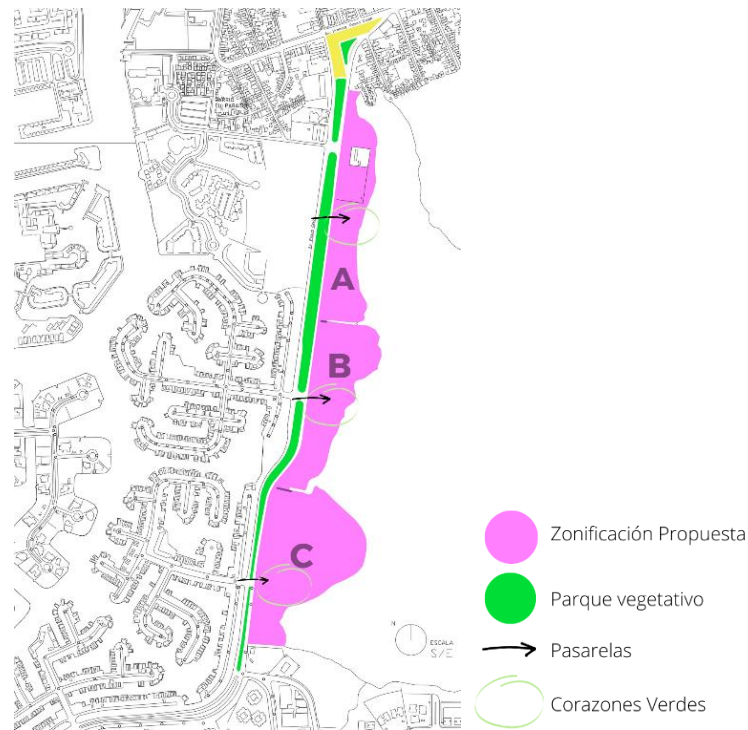 A
B
C
N
ESCALA
S/E
Zonificación Propuesta
Parque vegetativo
Pasarelas
Corazones Verdes